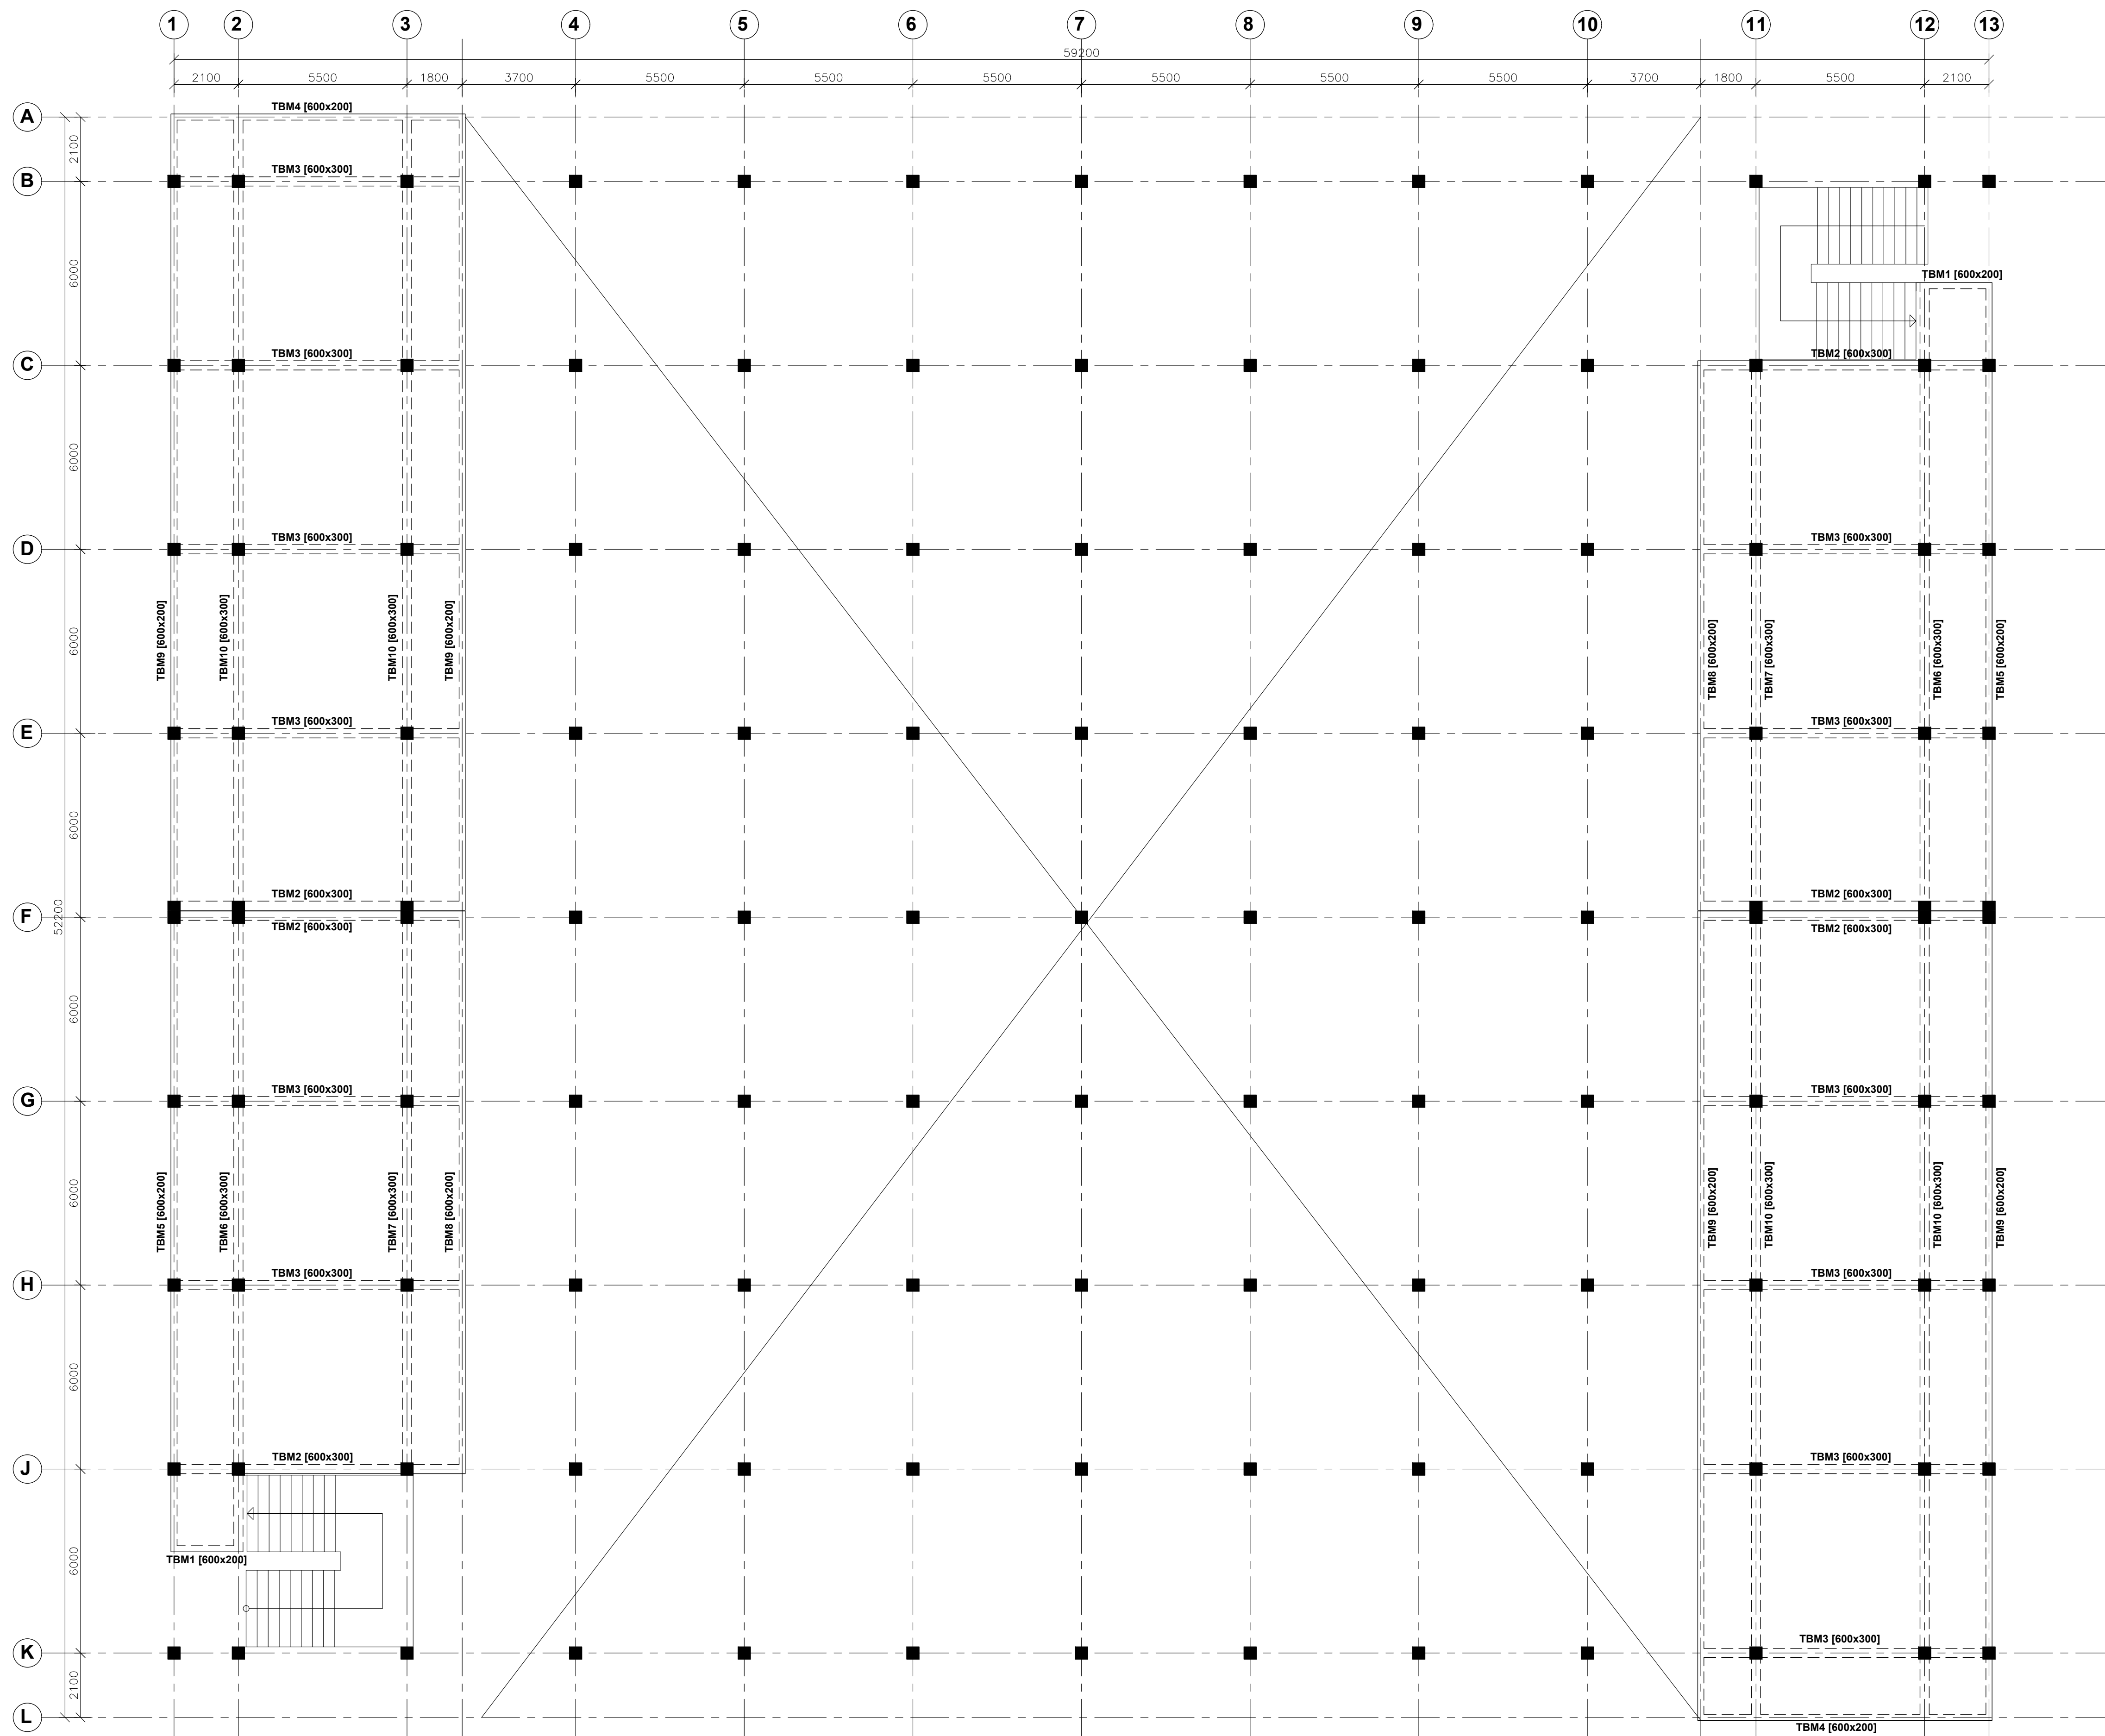 1 2 3 4 5 6 7 8 9 10 11 12 13
59200
2100 5500 1800 3700 5500 5500 5500 5500 5500 5500 3700 1800 5500 2100
TBM4 [600x200]
A
2100
TBM3 [600x300]
B
6000
TBM1 [600x200]
TBM3 [600x300] TBM2 [600x300]
C
6000
TBM3 [600x300] TBM3 [600x300]
D
6000
TBM9 [600x200] TBM10 [600x300] TBM10 [600x300] TBM9 [600x200] TBM8 [600x200] TBM7 [600x300] TBM6 [600x300] TBM5 [600x200]
TBM3 [600x300] TBM3 [600x300]
E
6000
TBM2 [600x300] TBM2 [600x300]
F
52200
TBM2 [600x300] TBM2 [600x300]
6000
TBM3 [600x300] TBM3 [600x300]
G
6000
TBM5 [600x200] TBM6 [600x300] TBM7 [600x300] TBM8 [600x200] TBM9 [600x200] TBM10 [600x300] TBM10 [600x300] TBM9 [600x200]
TBM3 [600x300] TBM3 [600x300]
H
6000
TBM2 [600x300] TBM3 [600x300]
J
6000
TBM1 [600x200]
TBM3 [600x300]
K
2100
L
TBM4 [600x200]